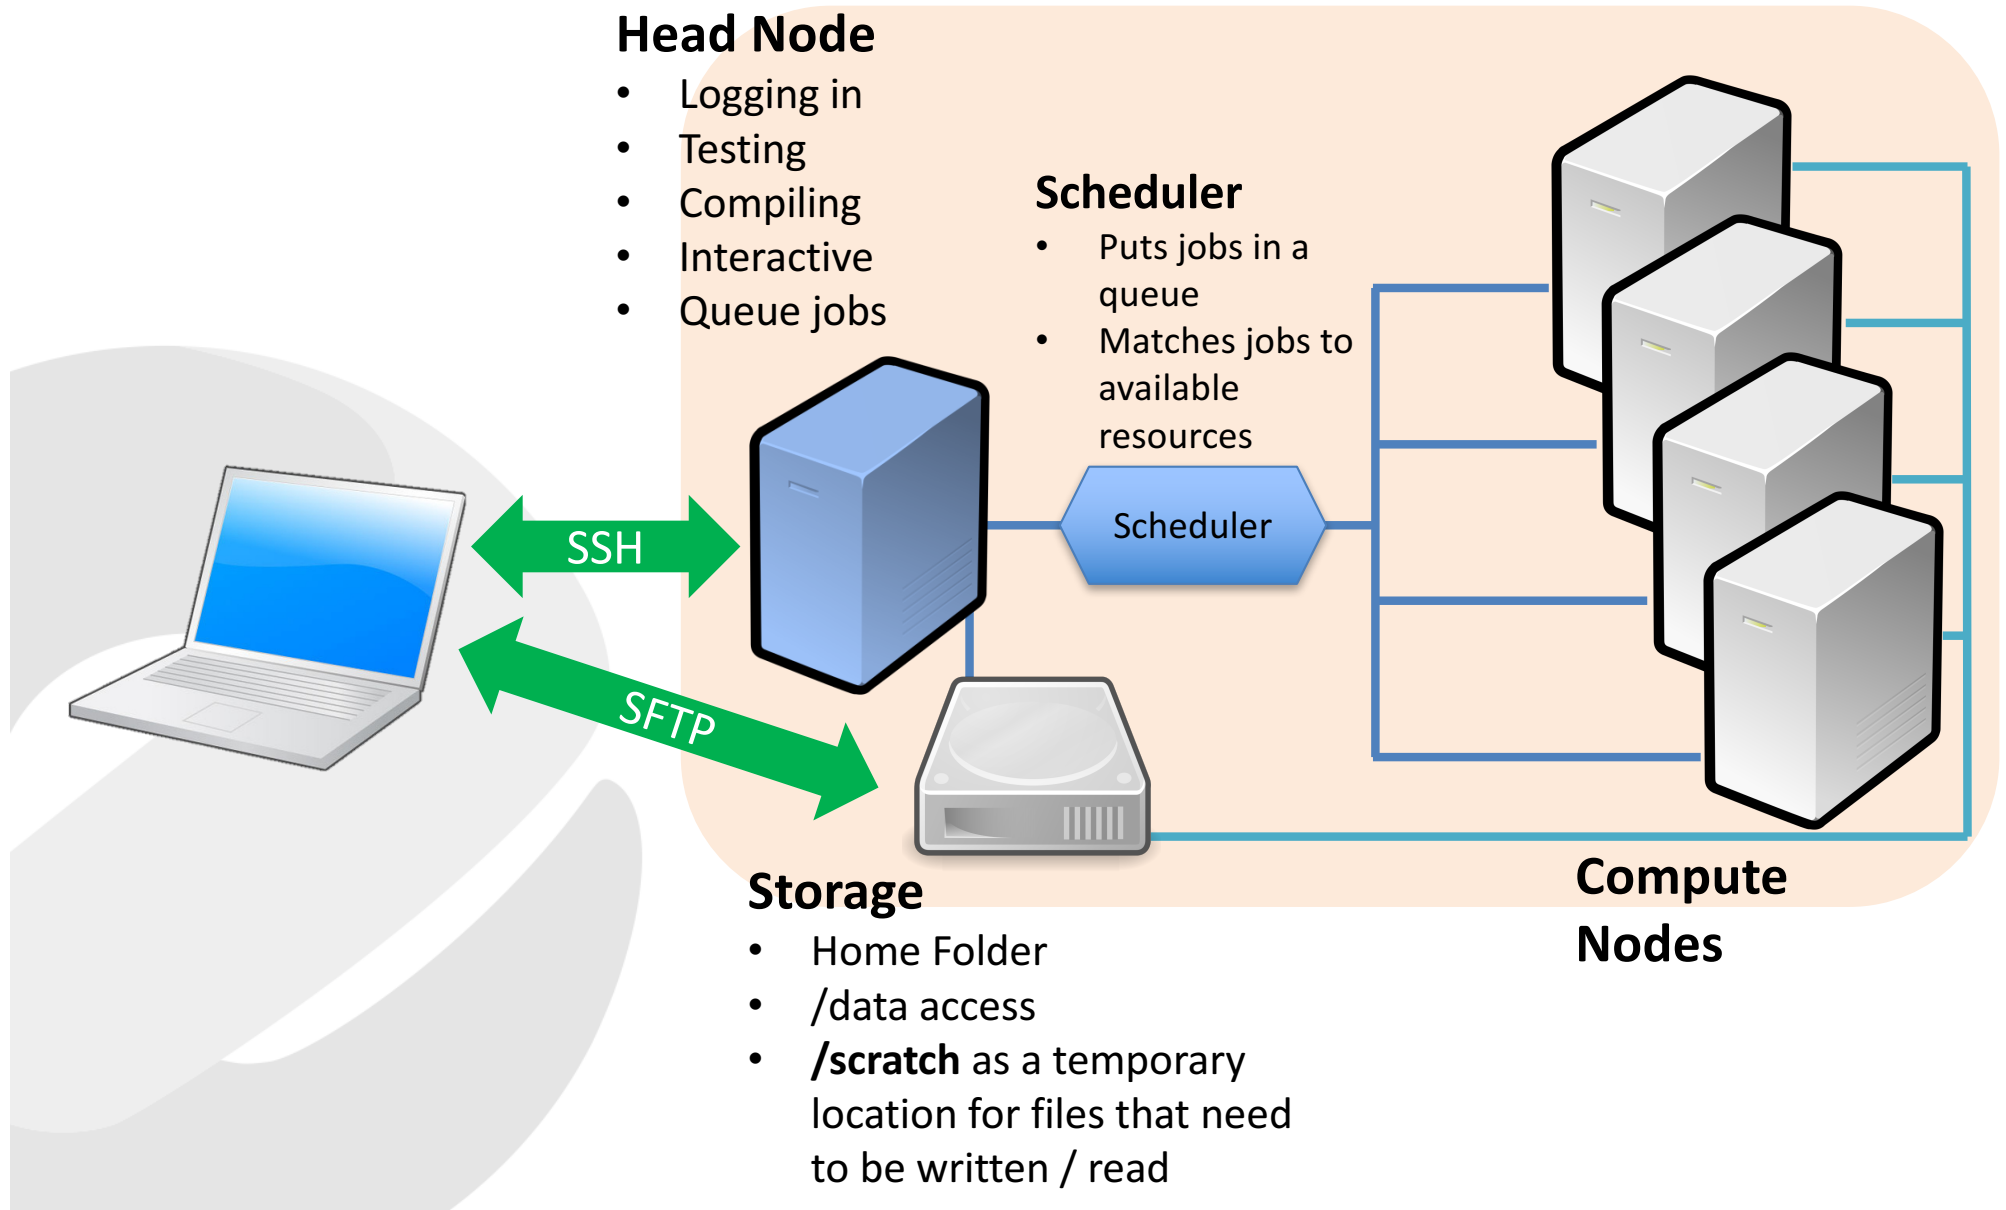 Head Node
• Logging in
• Testing
• Compiling
• Interactive
• Queue jobs
Scheduler
• Puts jobs in a
queue
• Matches jobs to
available
resources
Scheduler
SSH
SFTP
Storage
• Home Folder
• /data access
• /scratch as a temporary
location for files that need
to be written / read
Compute
Nodes